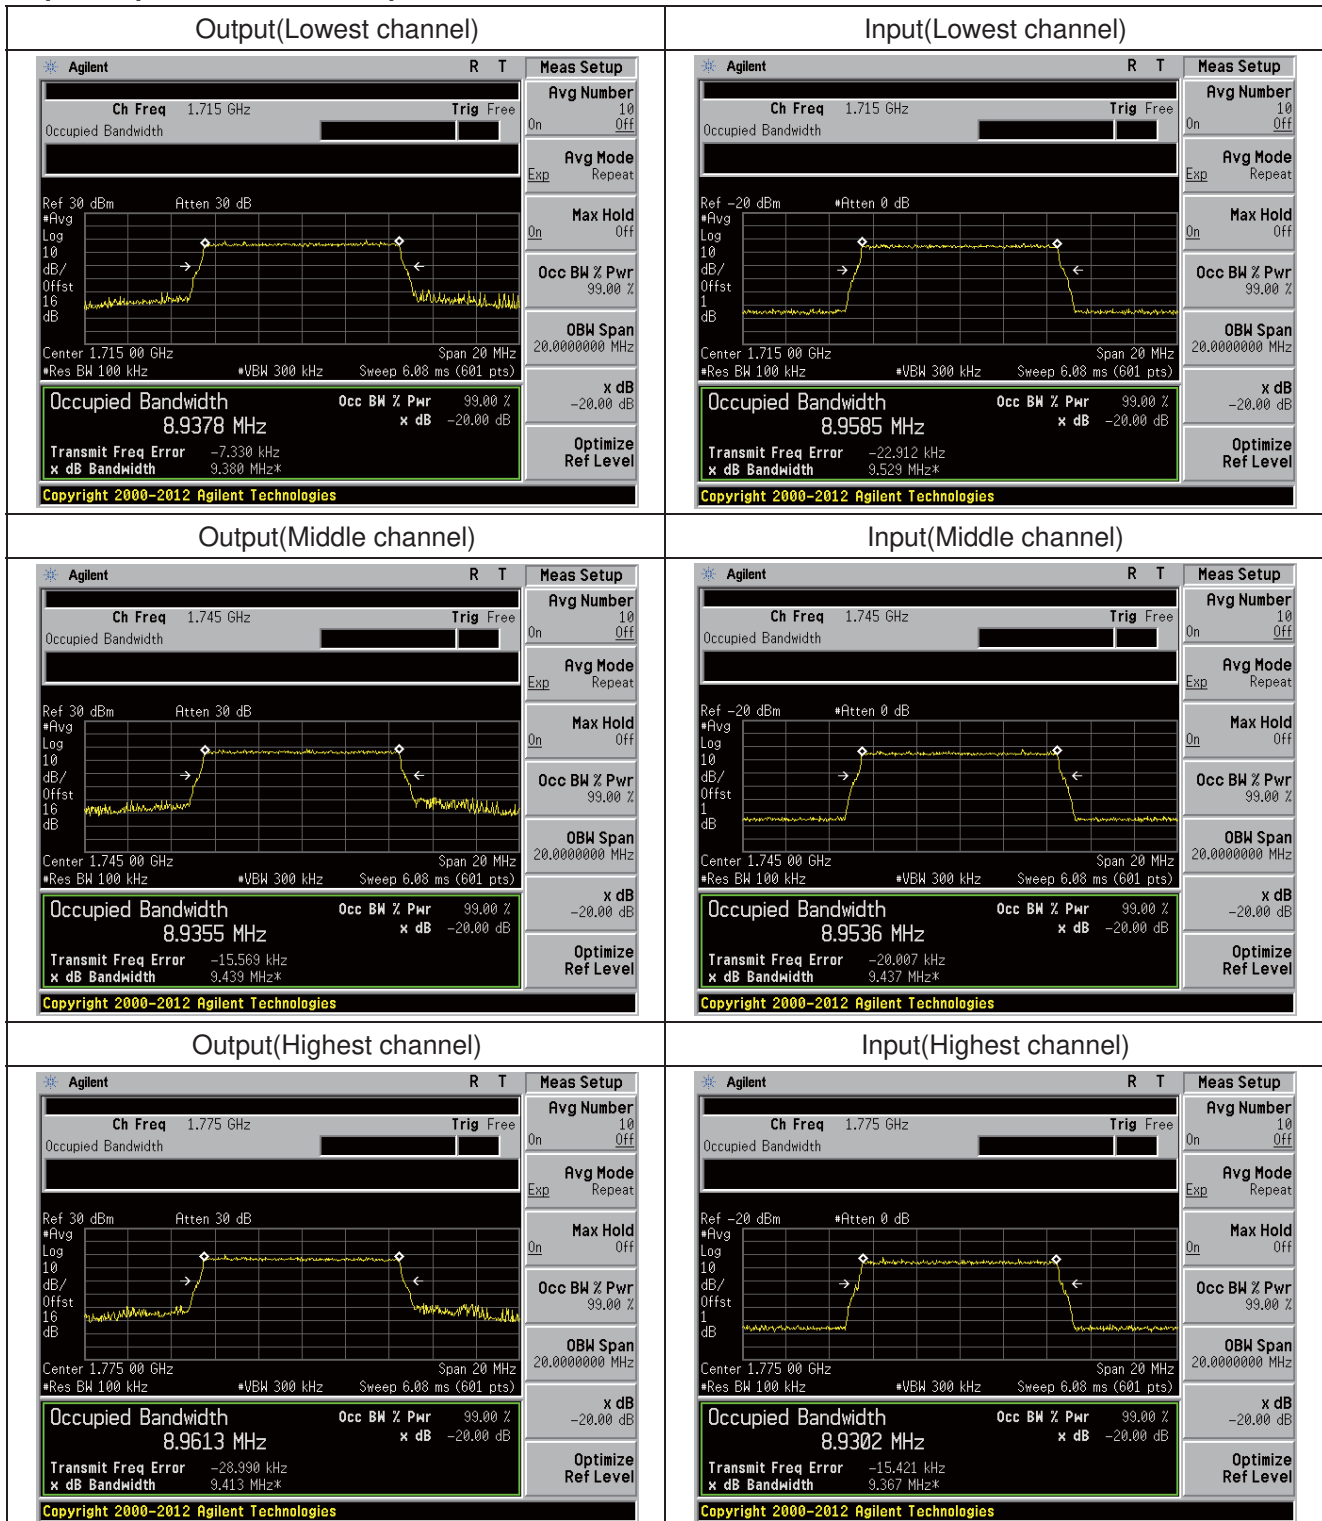 Output(Lowest channel)
Input(Lowest channel)
Agilent R T Meas Setup
Ch Freq 1.715 GHz Trig Free
Occupied Bandwidth
Avg Number
10
On Off
Avg Mode
Exp Repeat
Max Hold
On Off
Occ BW % Pwr
99.00 %
OBW Span
20.0000000 MHz
x dB
-20.00 dB
Optimize
Ref Level
Ref 30 dBm Atten 30 dB
#Avg
Log
10
dB/
Offst
16
dB
Center 1.715 00 GHz Span 20 MHz
#Res BW 100 kHz #VBW 300 kHz Sweep 6.08 ms (601 pts)
Occupied Bandwidth Occ BW % Pwr 99.00 %
8.9378 MHz x dB -20.00 dB
Transmit Freq Error -7.330 kHz
x dB Bandwidth 9.380 MHz*
Copyright 2000-2012 Agilent Technologies
Agilent R T Meas Setup
Ch Freq 1.715 GHz Trig Free
Occupied Bandwidth
Avg Number
10
On Off
Avg Mode
Exp Repeat
Max Hold
On Off
Occ BW % Pwr
99.00 %
OBW Span
20.0000000 MHz
x dB
-20.00 dB
Optimize
Ref Level
Ref -20 dBm #Atten 0 dB
#Avg
Log
10
dB/
Offst
1
dB
Center 1.715 00 GHz Span 20 MHz
#Res BW 100 kHz #VBW 300 kHz Sweep 6.08 ms (601 pts)
Occupied Bandwidth Occ BW % Pwr 99.00 %
8.9585 MHz x dB -20.00 dB
Transmit Freq Error -22.912 kHz
x dB Bandwidth 9.529 MHz*
Copyright 2000-2012 Agilent Technologies
Output(Middle channel)
Input(Middle channel)
Agilent R T Meas Setup
Ch Freq 1.745 GHz Trig Free
Occupied Bandwidth
Avg Number
10
On Off
Avg Mode
Exp Repeat
Max Hold
On Off
Occ BW % Pwr
99.00 %
OBW Span
20.0000000 MHz
x dB
-20.00 dB
Optimize
Ref Level
Ref 30 dBm Atten 30 dB
#Avg
Log
10
dB/
Offst
16
dB
Center 1.745 00 GHz Span 20 MHz
#Res BW 100 kHz #VBW 300 kHz Sweep 6.08 ms (601 pts)
Occupied Bandwidth Occ BW % Pwr 99.00 %
8.9355 MHz x dB -20.00 dB
Transmit Freq Error -15.569 kHz
x dB Bandwidth 9.439 MHz*
Copyright 2000-2012 Agilent Technologies
Agilent R T Meas Setup
Ch Freq 1.745 GHz Trig Free
Occupied Bandwidth
Avg Number
10
On Off
Avg Mode
Exp Repeat
Max Hold
On Off
Occ BW % Pwr
99.00 %
OBW Span
20.0000000 MHz
x dB
-20.00 dB
Optimize
Ref Level
Ref -20 dBm #Atten 0 dB
#Avg
Log
10
dB/
Offst
1
dB
Center 1.745 00 GHz Span 20 MHz
#Res BW 100 kHz #VBW 300 kHz Sweep 6.08 ms (601 pts)
Occupied Bandwidth Occ BW % Pwr 99.00 %
8.9536 MHz x dB -20.00 dB
Transmit Freq Error -20.007 kHz
x dB Bandwidth 9.437 MHz*
Copyright 2000-2012 Agilent Technologies
Output(Highest channel)
Input(Highest channel)
Agilent R T Meas Setup
Ch Freq 1.775 GHz Trig Free
Occupied Bandwidth
Avg Number
10
On Off
Avg Mode
Exp Repeat
Max Hold
On Off
Occ BW % Pwr
99.00 %
OBW Span
20.0000000 MHz
x dB
-20.00 dB
Optimize
Ref Level
Ref 30 dBm Atten 30 dB
#Avg
Log
10
dB/
Offst
16
dB
Center 1.775 00 GHz Span 20 MHz
#Res BW 100 kHz #VBW 300 kHz Sweep 6.08 ms (601 pts)
Occupied Bandwidth Occ BW % Pwr 99.00 %
8.9613 MHz x dB -20.00 dB
Transmit Freq Error -28.990 kHz
x dB Bandwidth 9.413 MHz*
Copyright 2000-2012 Agilent Technologies
Agilent R T Meas Setup
Ch Freq 1.775 GHz Trig Free
Occupied Bandwidth
Avg Number
10
On Off
Avg Mode
Exp Repeat
Max Hold
On Off
Occ BW % Pwr
99.00 %
OBW Span
20.0000000 MHz
x dB
-20.00 dB
Optimize
Ref Level
Ref -20 dBm #Atten 0 dB
#Avg
Log
10
dB/
Offst
1
dB
Center 1.775 00 GHz Span 20 MHz
#Res BW 100 kHz #VBW 300 kHz Sweep 6.08 ms (601 pts)
Occupied Bandwidth Occ BW % Pwr 99.00 %
8.9302 MHz x dB -20.00 dB
Transmit Freq Error -15.421 kHz
x dB Bandwidth 9.367 MHz*
Copyright 2000-2012 Agilent Technologies